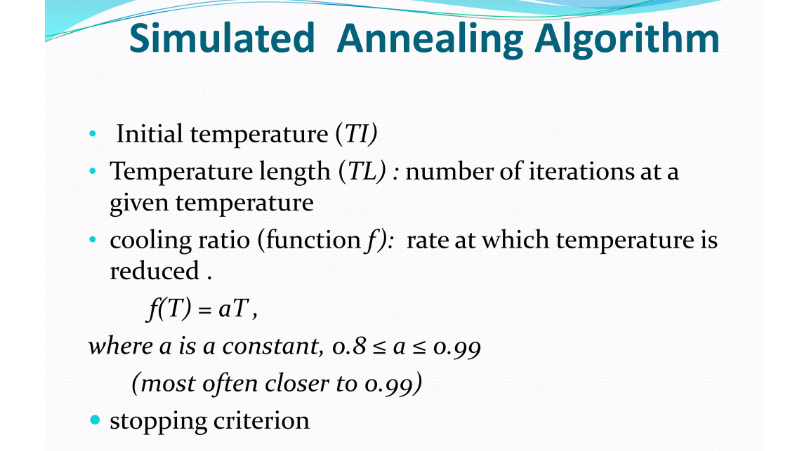 Simulated Annealing Algorithm
• Initial temperature (TI)
• Temperature length (TL) : number of iterations at a
given temperature
• cooling ratio (function f): rate at which temperature is
reduced .
f(T) = aT ,
where a is a constant, 0.8 ≤ a ≤ 0.99
(most often closer to 0.99)
• stopping criterion